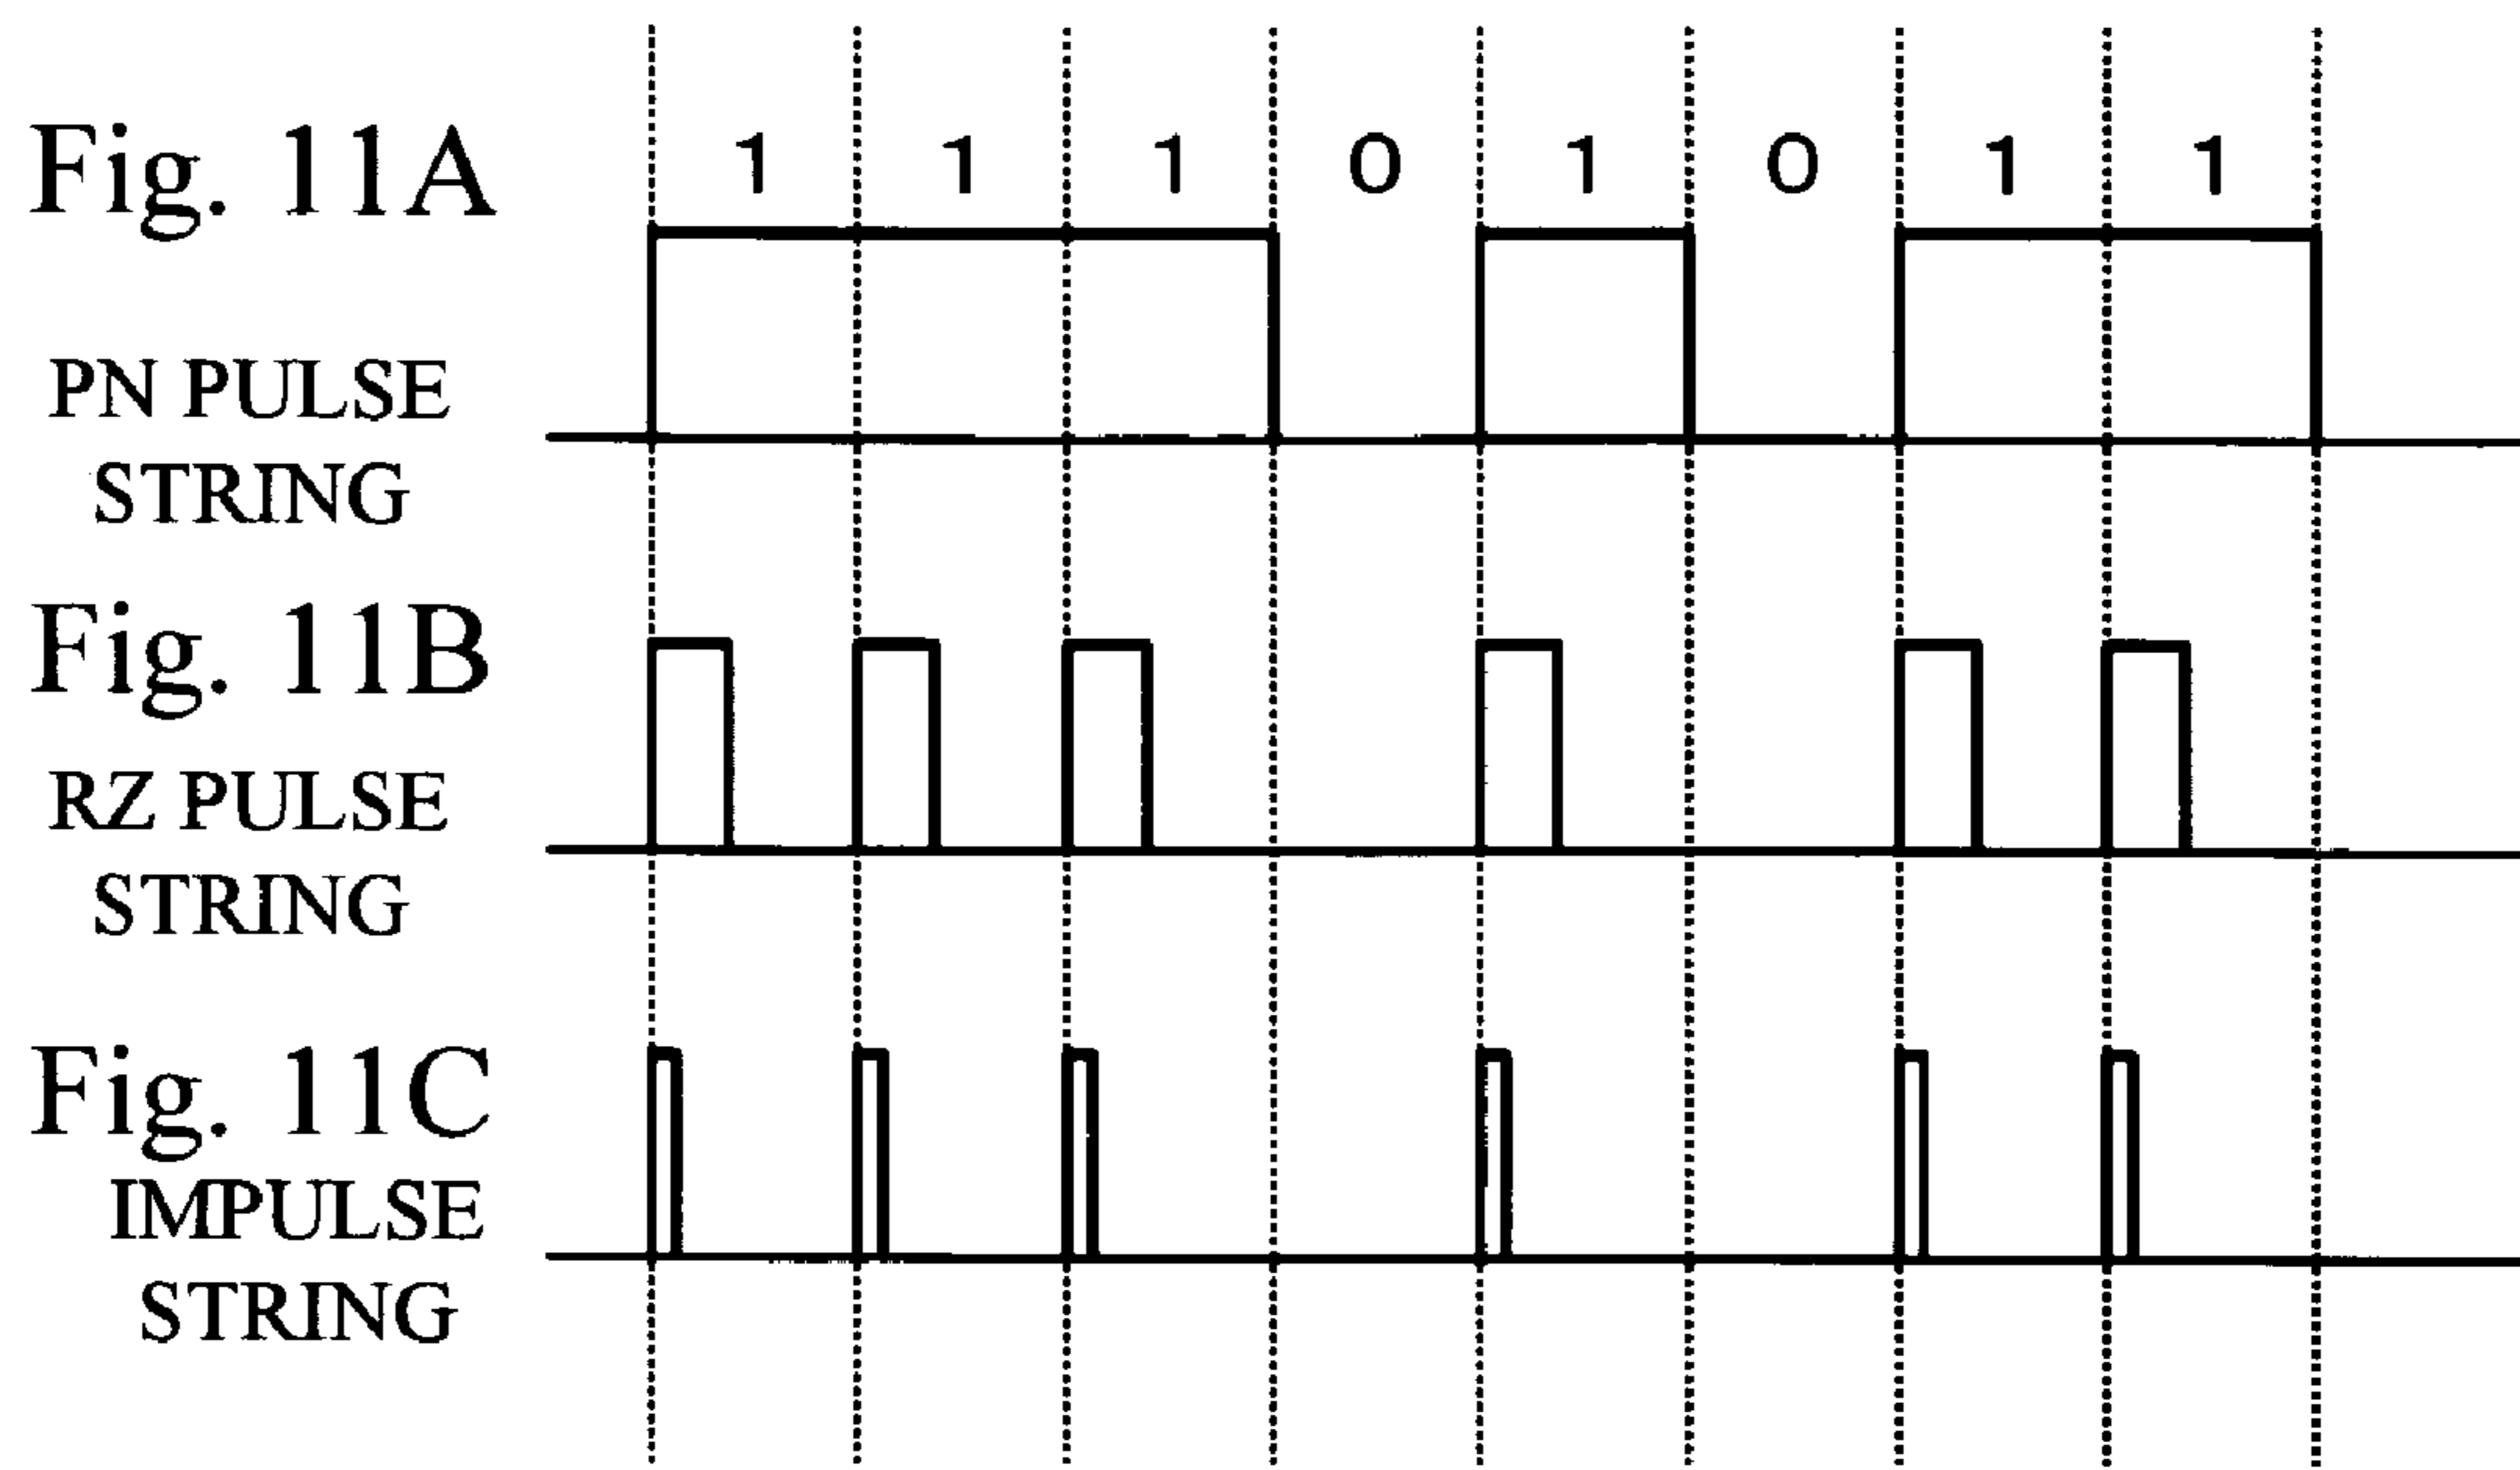 Fig. 11A
1 1 1 0 1 0 1 1
PN PULSE
STRING
Fig. 11B
RZ PULSE
STRING
Fig. 11C
IMPULSE
STRING